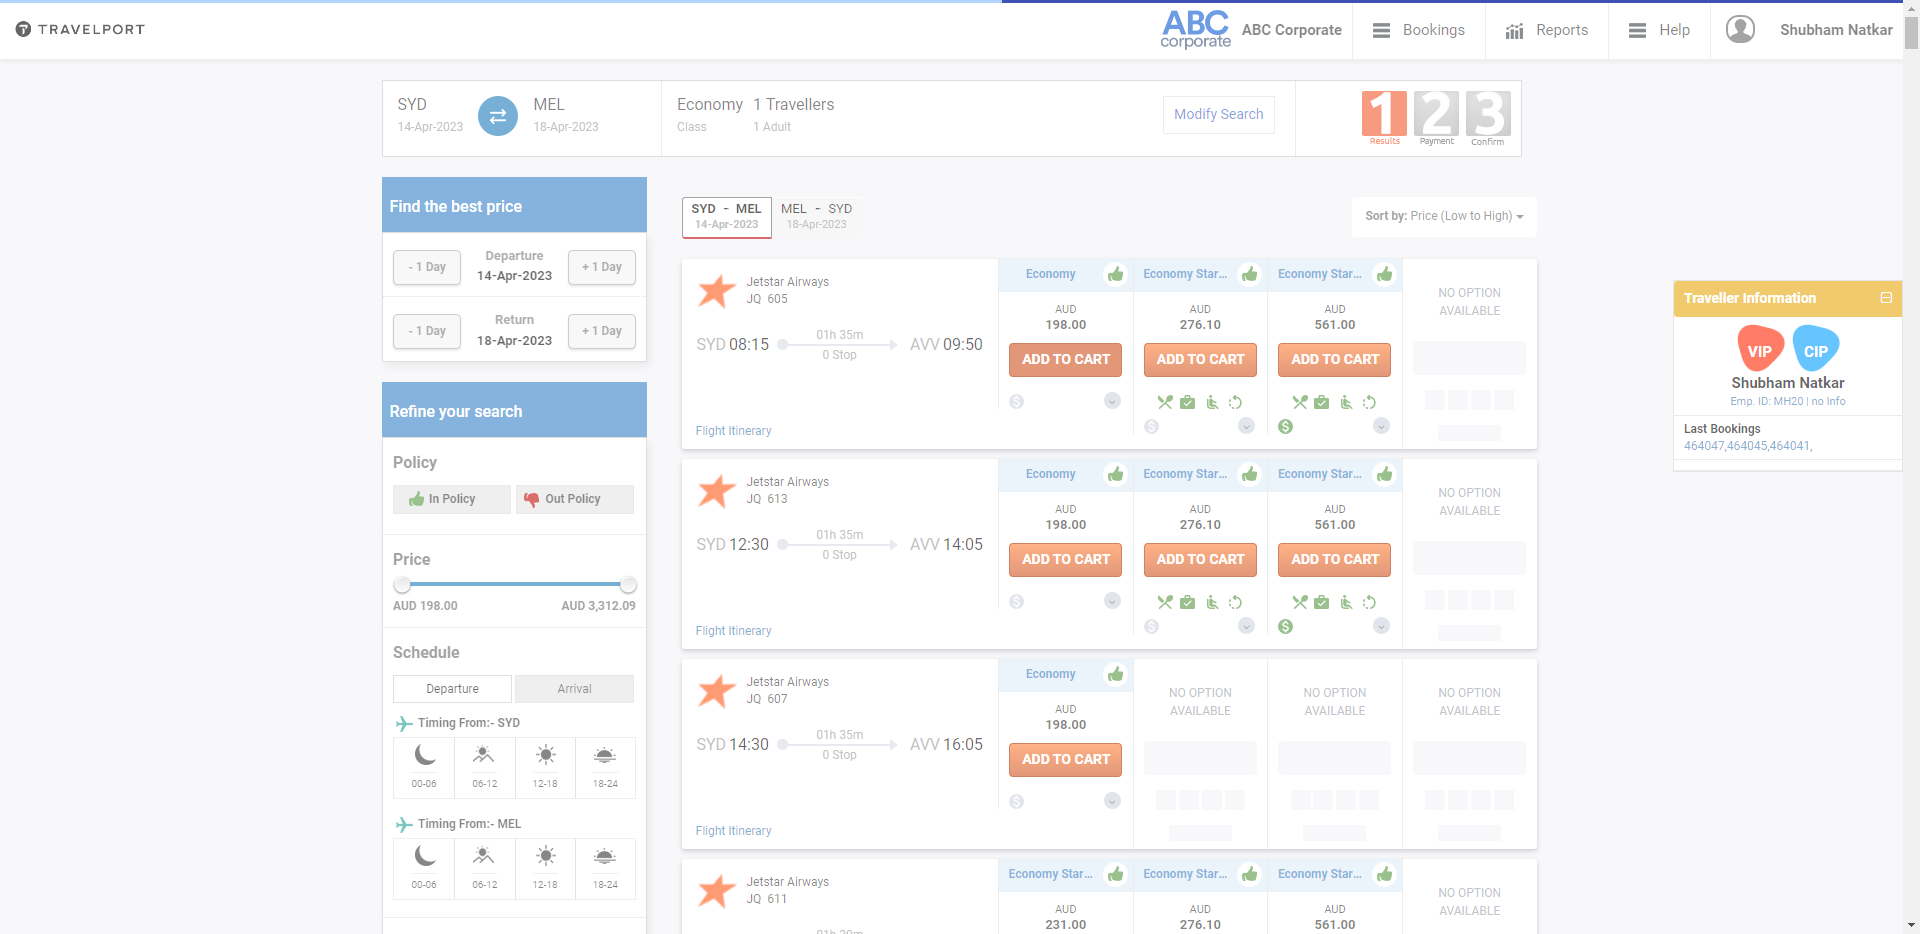 TRAVELPORT
ABC
corporate
ABC Corporate
Bookings
Reports
Help
Shubham Natkar
SYD
14-Apr-2023
MEL
18-Apr-2023
Economy
Class
1 Travellers
1 Adult
Modify Search
1
Results
2
Payment
3
Confirm
Find the best price
- 1 Day
Departure
14-Apr-2023
+ 1 Day
- 1 Day
Return
18-Apr-2023
+ 1 Day
Refine your search
Policy
In Policy
Out Policy
Price
AUD 198.00
AUD 3,312.09
Schedule
Departure
Arrival
Timing From:- SYD
00-06
06-12
12-18
18-24
Timing From:- MEL
00-06
06-12
12-18
18-24
SYD - MEL
14-Apr-2023
MEL - SYD
18-Apr-2023
Sort by: Price (Low to High)
Jetstar Airways
JQ 605
SYD 08:15
01h 35m
0 Stop
AVV 09:50
Flight Itinerary
Economy
AUD
198.00
ADD TO CART
Economy Star...
AUD
276.10
ADD TO CART
Economy Star...
AUD
561.00
ADD TO CART
NO OPTION
AVAILABLE
Jetstar Airways
JQ 613
SYD 12:30
01h 35m
0 Stop
AVV 14:05
Flight Itinerary
Economy
AUD
198.00
ADD TO CART
Economy Star...
AUD
276.10
ADD TO CART
Economy Star...
AUD
561.00
ADD TO CART
NO OPTION
AVAILABLE
Jetstar Airways
JQ 607
SYD 14:30
01h 35m
0 Stop
AVV 16:05
Flight Itinerary
Economy
AUD
198.00
ADD TO CART
NO OPTION
AVAILABLE
NO OPTION
AVAILABLE
NO OPTION
AVAILABLE
Jetstar Airways
JQ 611
Economy Star...
AUD
231.00
Economy Star...
AUD
276.10
Economy Star...
AUD
561.00
NO OPTION
AVAILABLE
Traveller Information
VIP
CIP
Shubham Natkar
Emp. ID: MH20 | no Info
Last Bookings
464047,464045,464041,